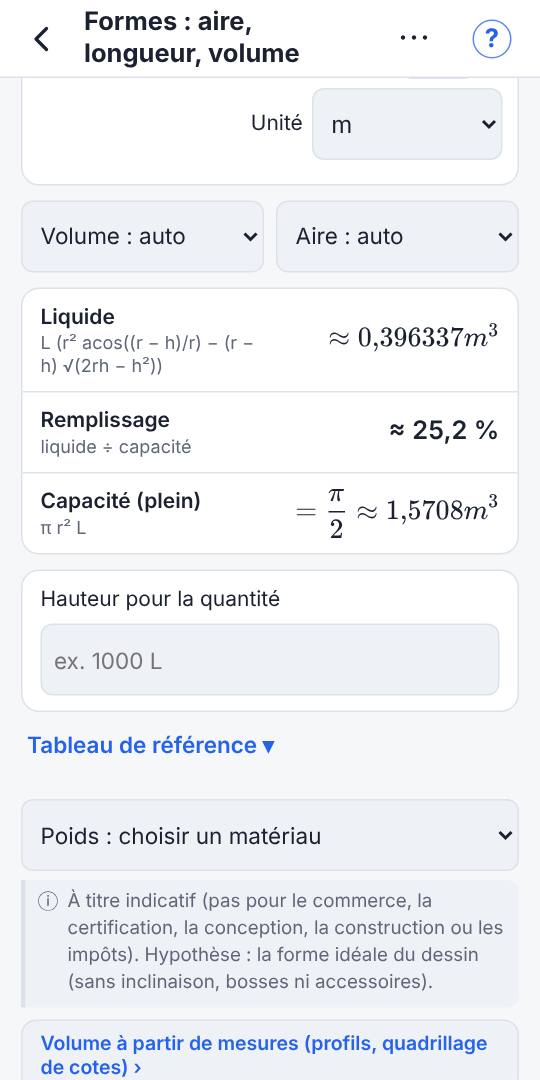 Formes : aire,
longueur, volume
...
?
Unité
m
Volume : auto
Aire : auto
Liquide
L (r² acos((r − h)/r) − (r −
h) √(2rh − h²))
≈ 0,396337m³
Remplissage
liquide ÷ capacité
≈ 25,2 %
Capacité (plein)
π r² L
= π/2 ≈ 1,5708m³
Hauteur pour la quantité
ex. 1000 L
Tableau de référence ▾
Poids : choisir un matériau
ⓘ À titre indicatif (pas pour le commerce, la
certification, la conception, la construction ou les
impôts). Hypothèse : la forme idéale du dessin
(sans inclinaison, bosses ni accessoires).
Volume à partir de mesures (profils, quadrillage
de cotes) ›